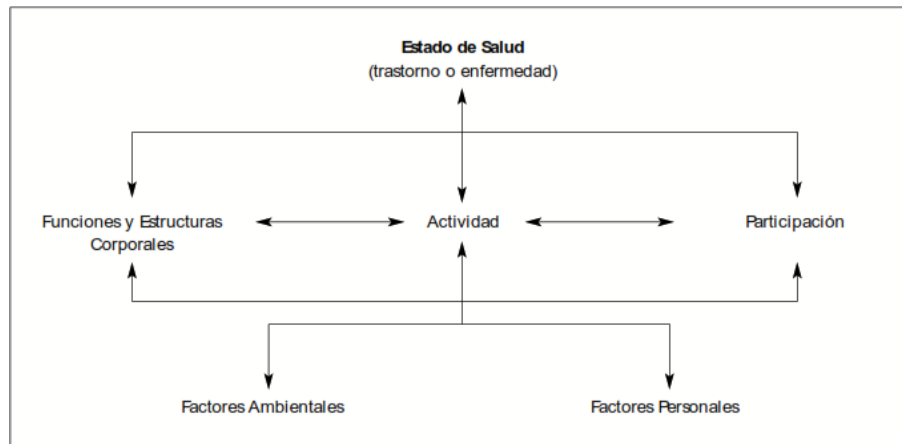 Estado de Salud
(trastorno o enfermedad)
Funciones y Estructuras
Corporales
Actividad
Participación
Factores Ambientales
Factores Personales